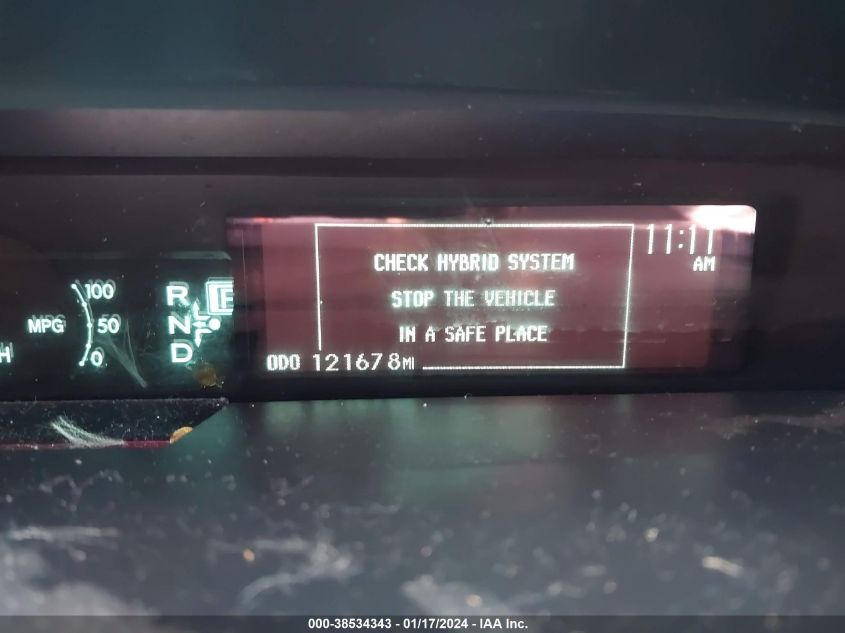 CHECK HYBRID SYSTEM
STOP THE VEHICLE
IN A SAFE PLACE
11:11
AM
ODO 121678MI
100
MPG 50
0
H
R
N
D
P
000-38534343 - 01/17/2024 - IAA Inc.